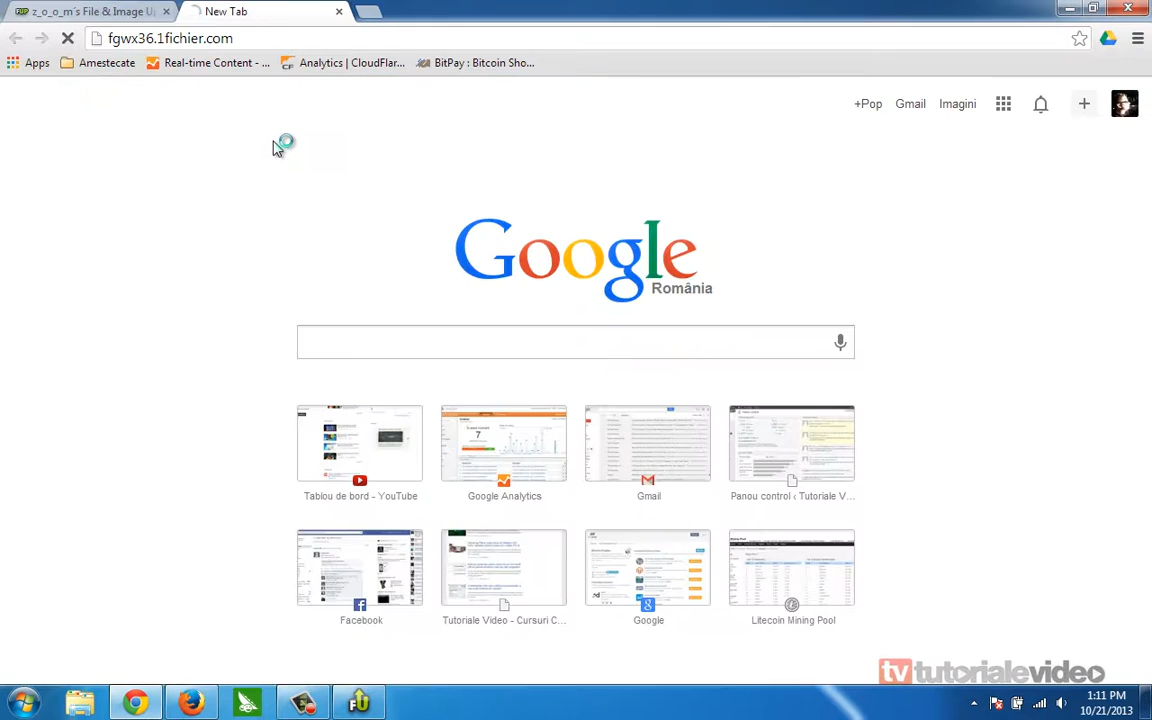 z_o_o_m's File & Image U
New Tab
fgwx36.1fichier.com
Apps
Amestecate
Real-time Content - ...
Analytics | CloudFlar...
BitPay : Bitcoin Sho...
+Pop
Gmail
Imagini
Google
România
Tablou de bord - YouTube
Google Analytics
Gmail
Panou control ‹ Tutoriale V...
Facebook
Tutoriale Video - Cursuri C...
Google
Litecoin Mining Pool
tv tutorialevideo
1:11 PM
10/21/2013